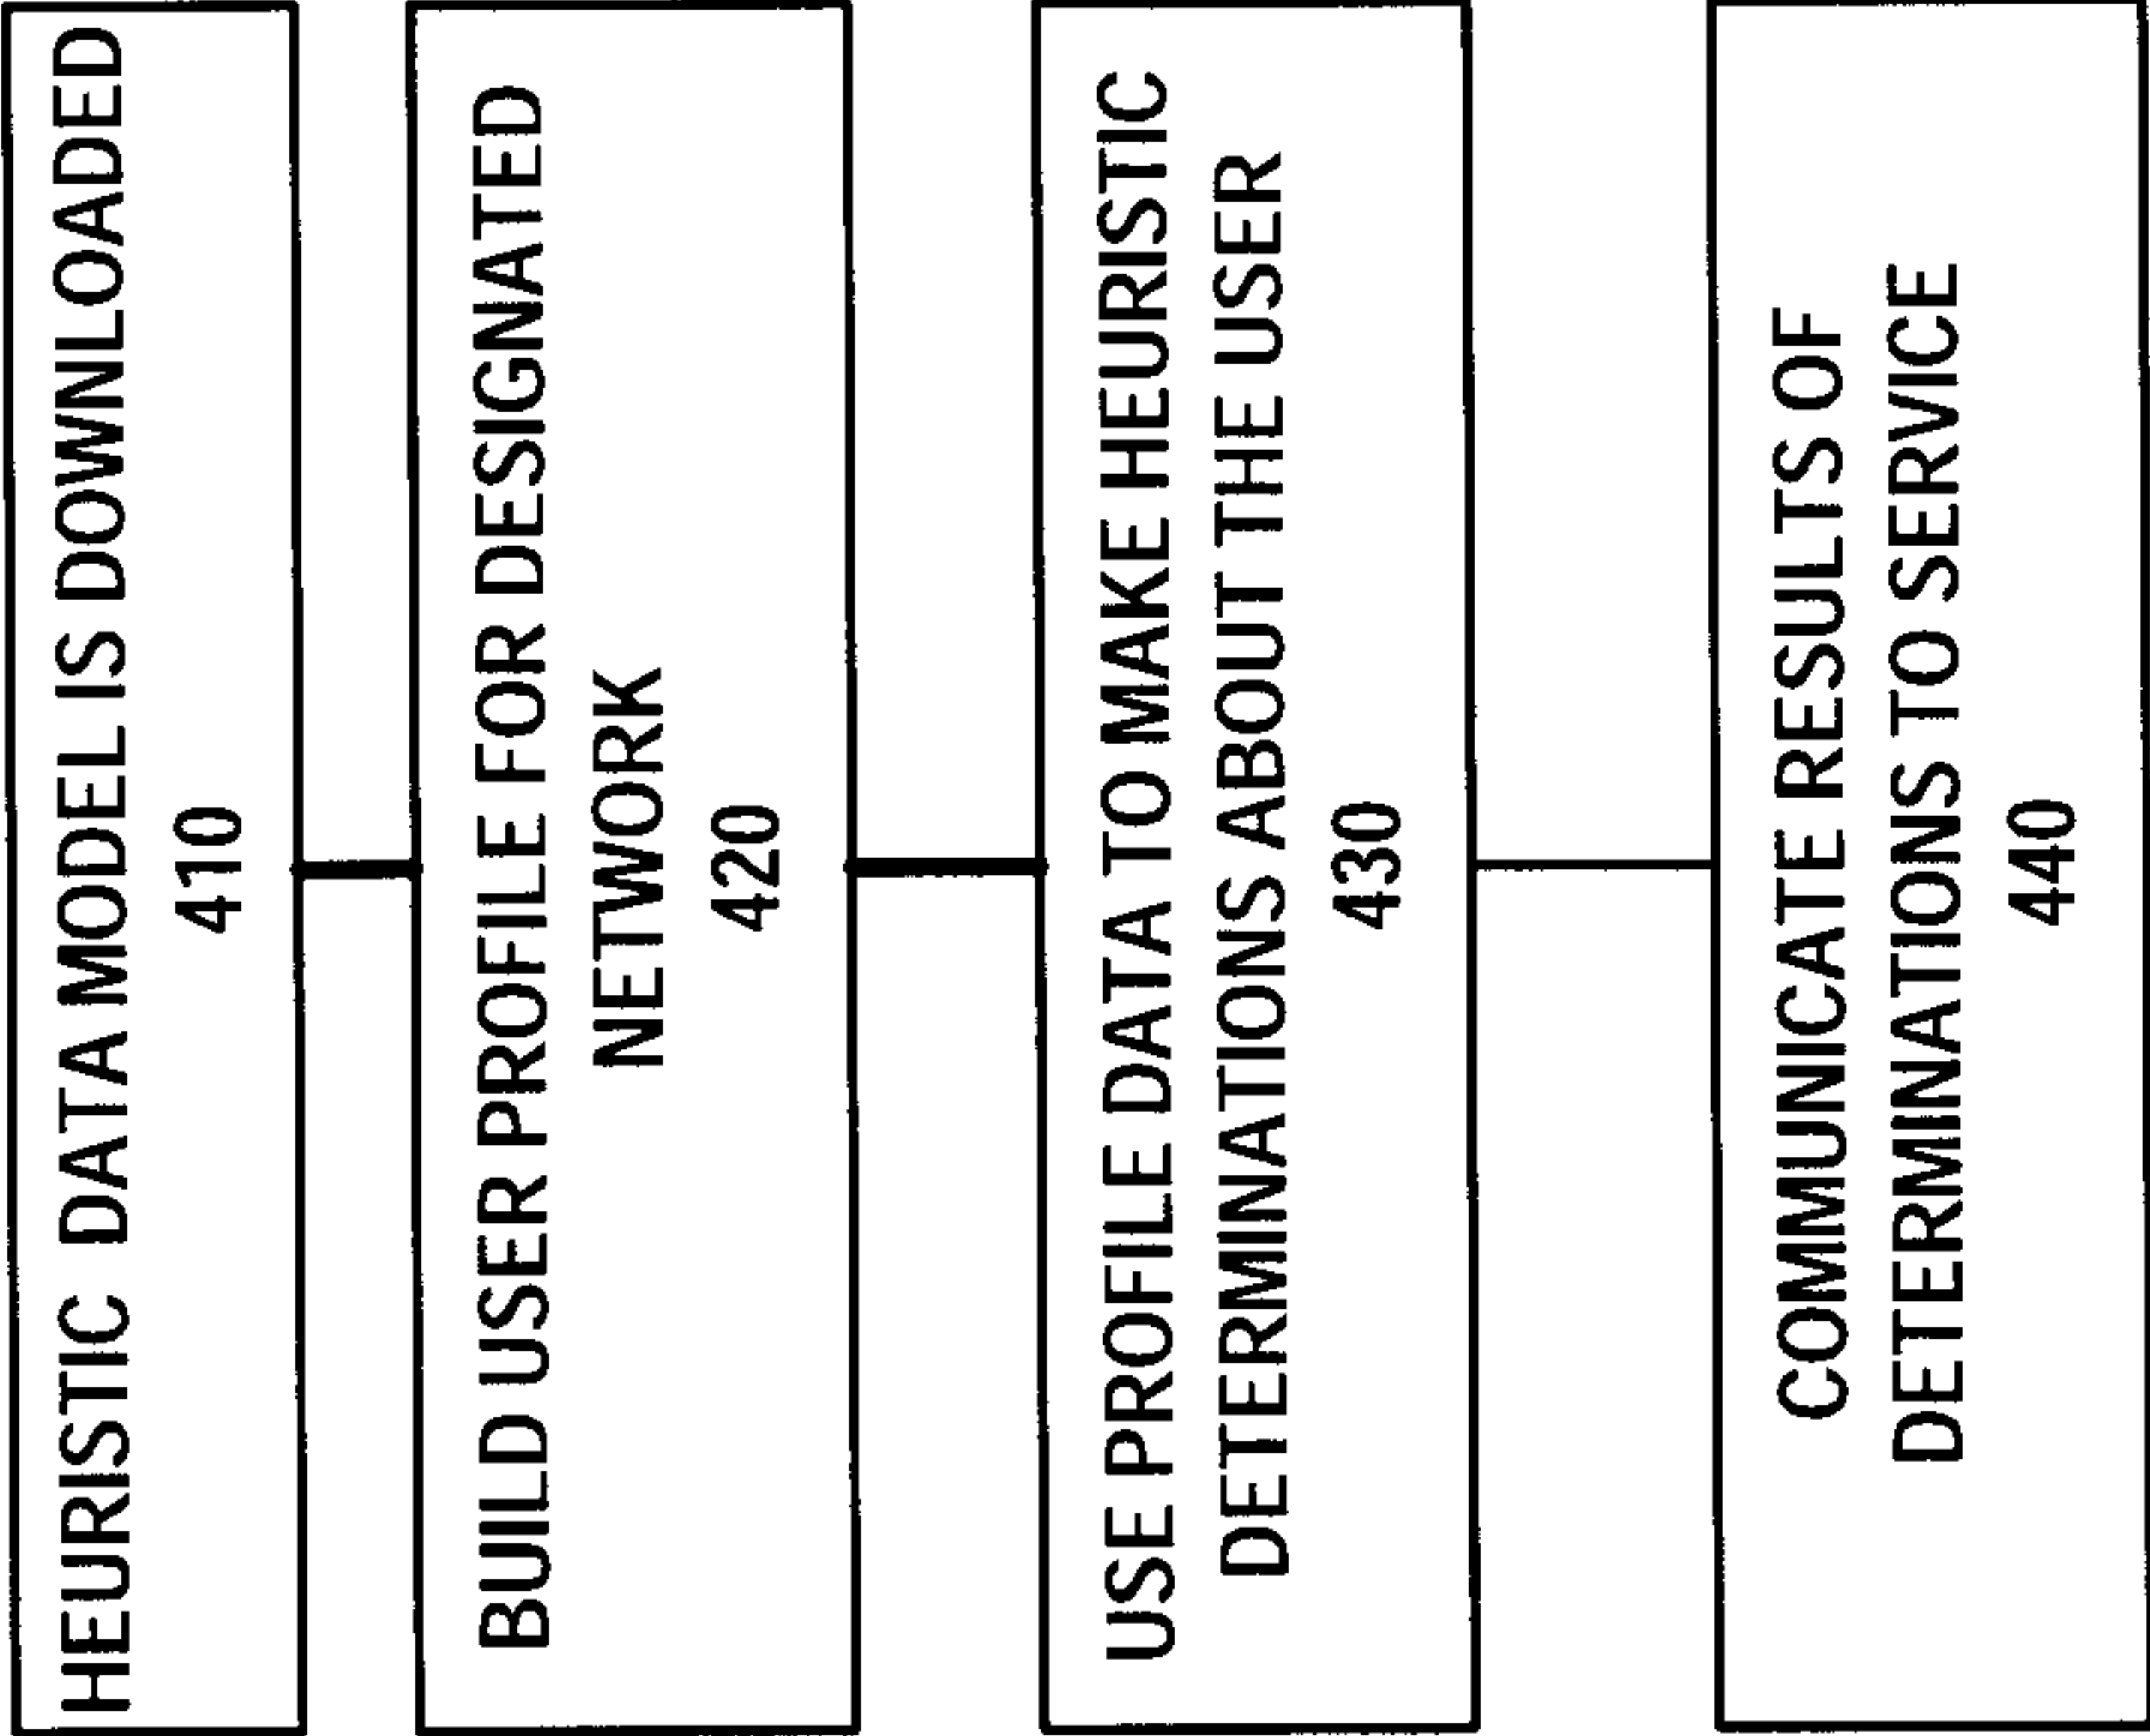 HEURISTIC DATA MODEL IS DOWNLOADED
410
BUILD USER PROFILE FOR DESIGNATED
NETWORK
420
USE PROFILE DATA TO MAKE HEURISTIC
DETERMINATIONS ABOUT THE USER
430
COMMUNICATE RESULTS OF
DETERMINATIONS TO SERVICE
440